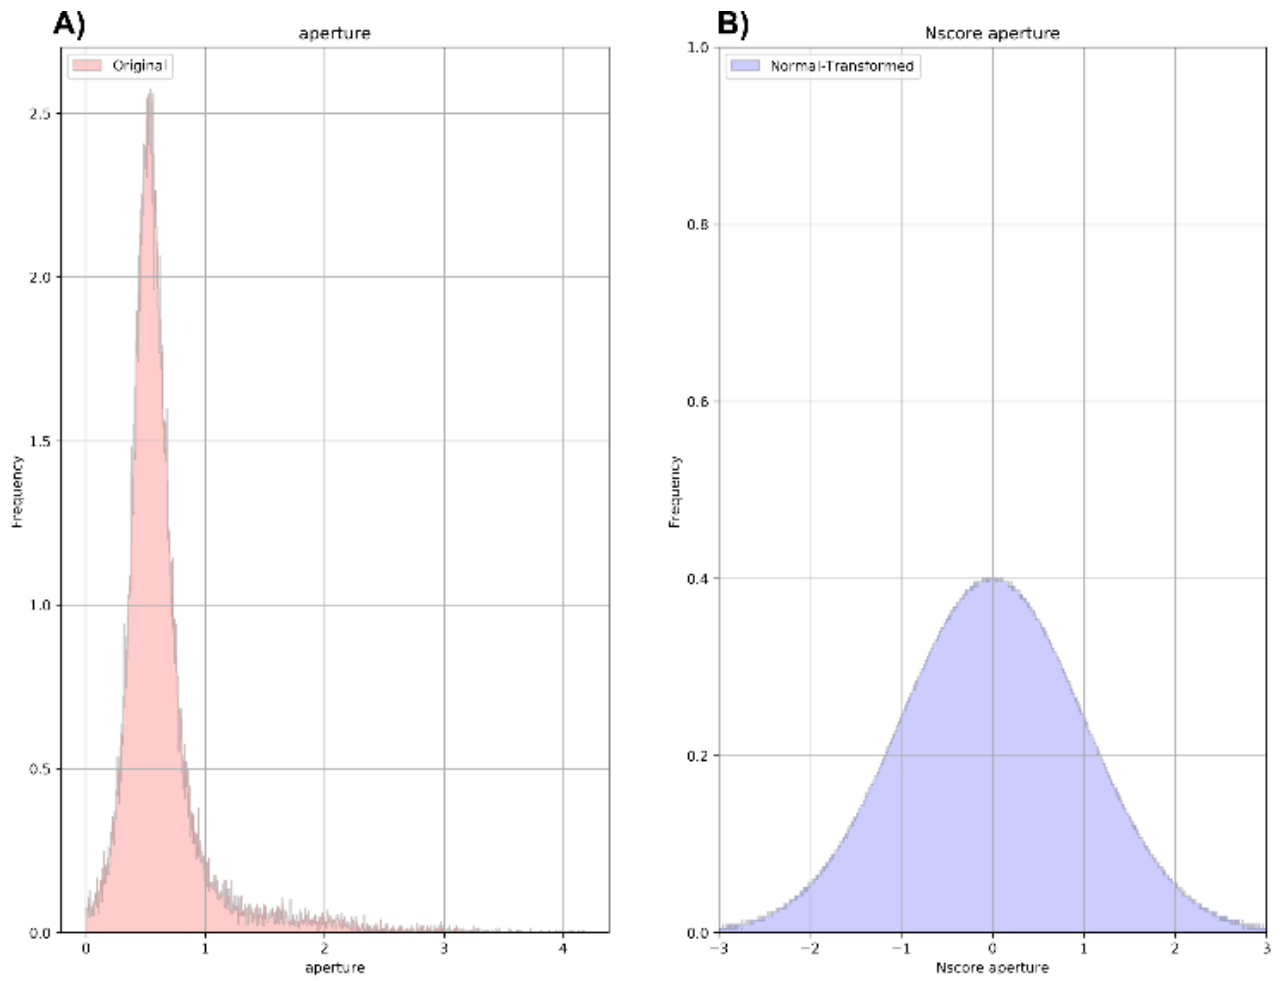 A)
aperture
Original
2.5
2.0
1.5
1.0
0.5
0.0
Frequency
0 1 2 3 4
aperture
B)
Nscore aperture
Normal-Transformed
1.0
0.8
0.6
0.4
0.2
0.0
Frequency
−3 −2 −1 0 1 2 3
Nscore aperture